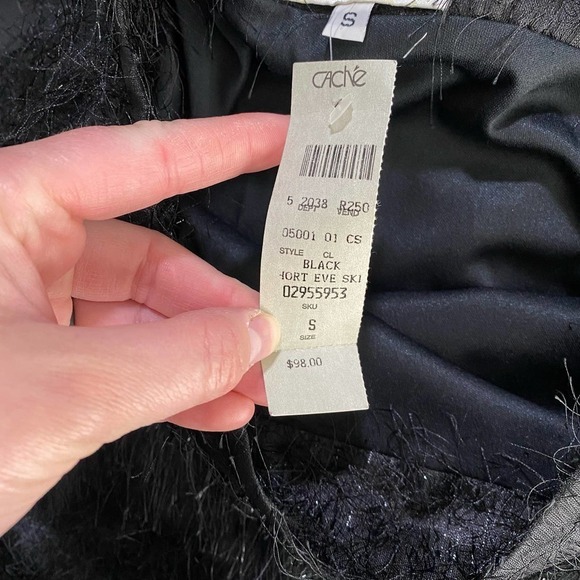 S
CACHÉ
5 2038 R250
DEPT VEND
05001 01 CS
STYLE CL
BLACK
HORT EVE SKI
02955953
SKU
S
SIZE
$98.00